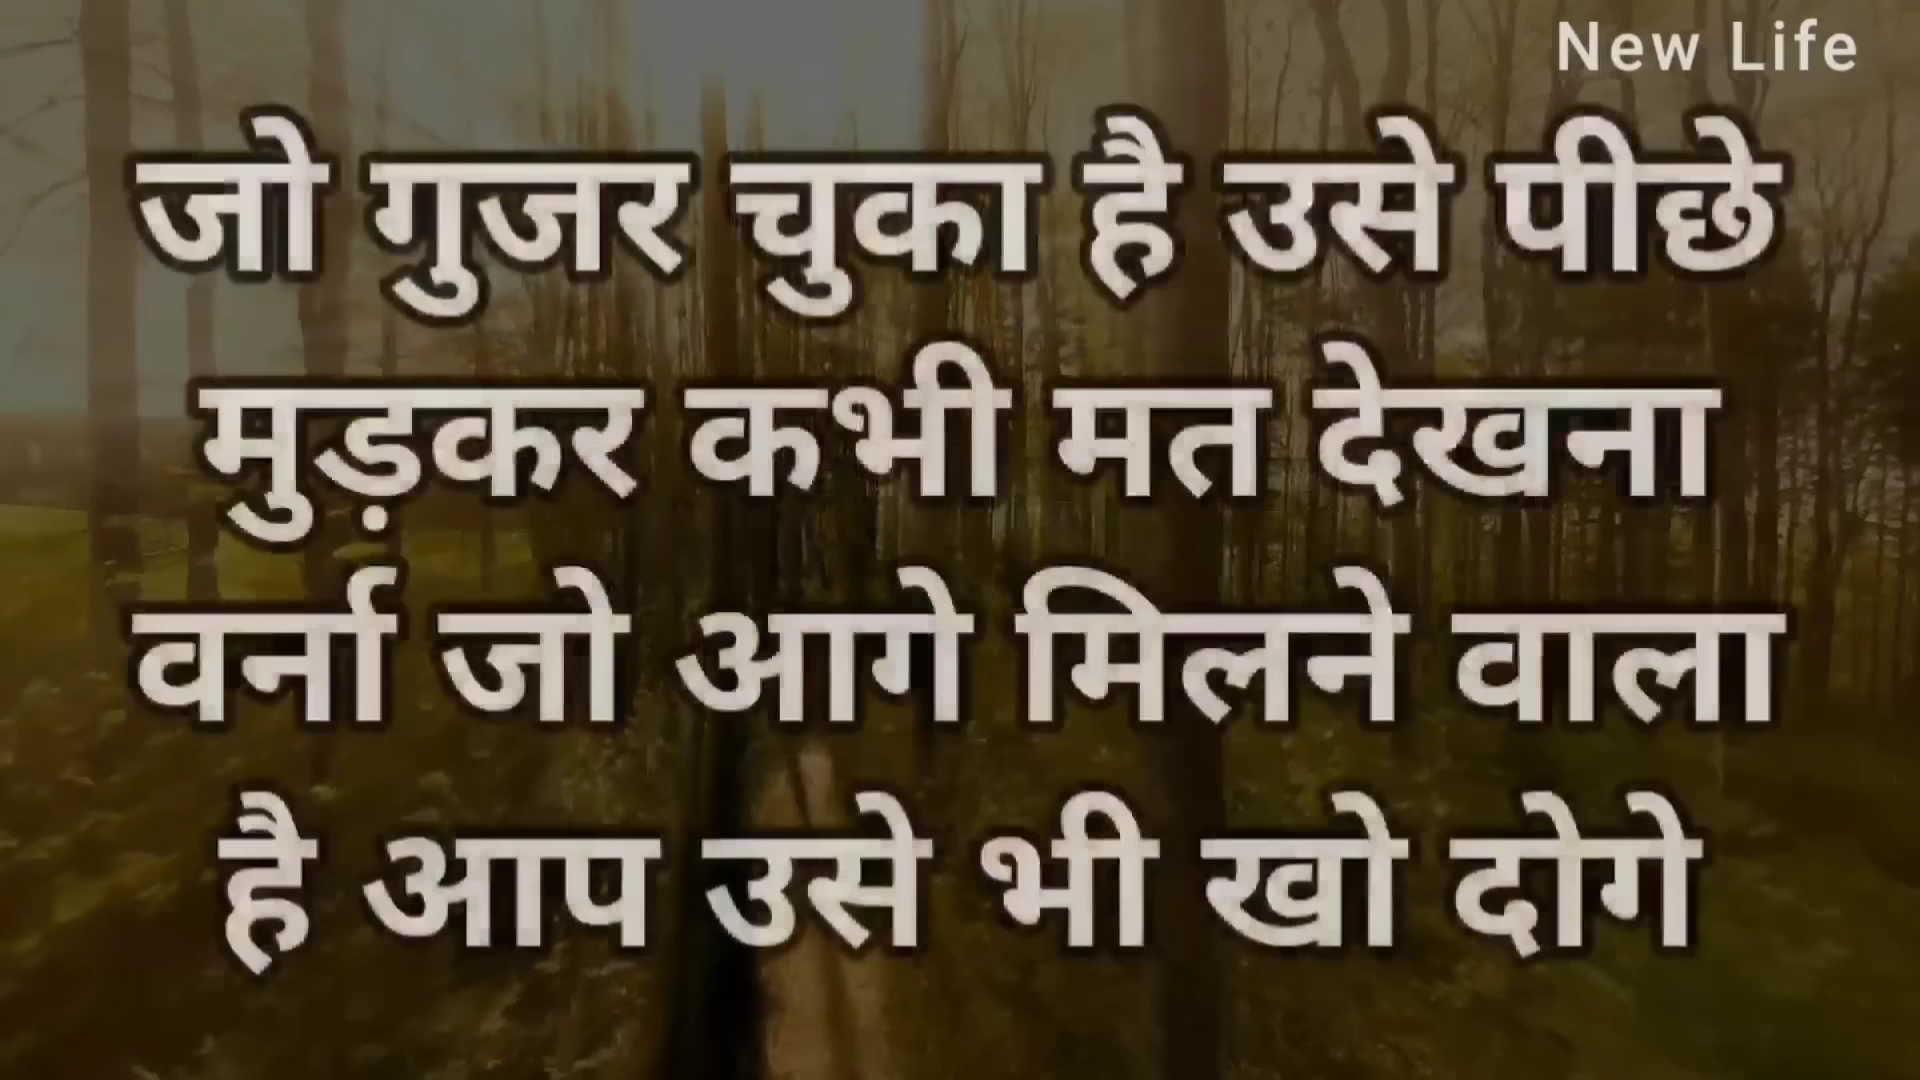 New Life
जो गुजर चुका है उसे पीछे
मुड़कर कभी मत देखना
वर्ना जो आगे मिलने वाला
है आप उसे भी खो दोगे